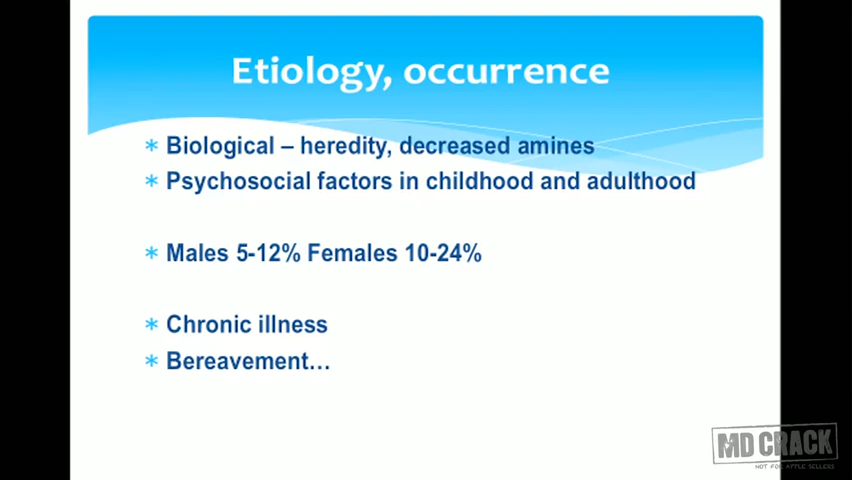 Etiology, occurrence
* Biological – heredity, decreased amines
* Psychosocial factors in childhood and adulthood
* Males 5-12% Females 10-24%
* Chronic illness
* Bereavement…
MD CRACK
NOT FOR APPLE SELLERS